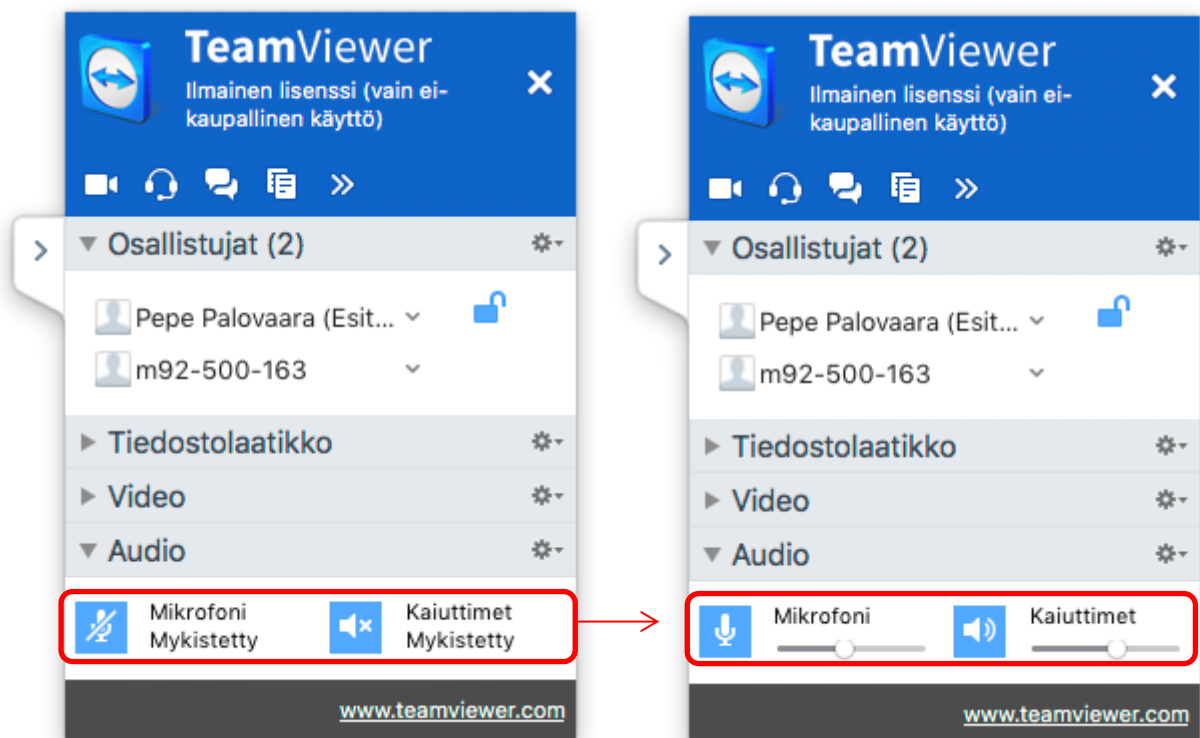 TeamViewer
Ilmainen lisenssi (vain ei-
kaupallinen käyttö)
Osallistujat (2)
Pepe Palovaara (Esit...
m92-500-163
Tiedostolaatikko
Video
Audio
Mikrofoni
Mykistetty
Kaiuttimet
Mykistetty
www.teamviewer.com
TeamViewer
Ilmainen lisenssi (vain ei-
kaupallinen käyttö)
Osallistujat (2)
Pepe Palovaara (Esit...
m92-500-163
Tiedostolaatikko
Video
Audio
Mikrofoni
Kaiuttimet
www.teamviewer.com